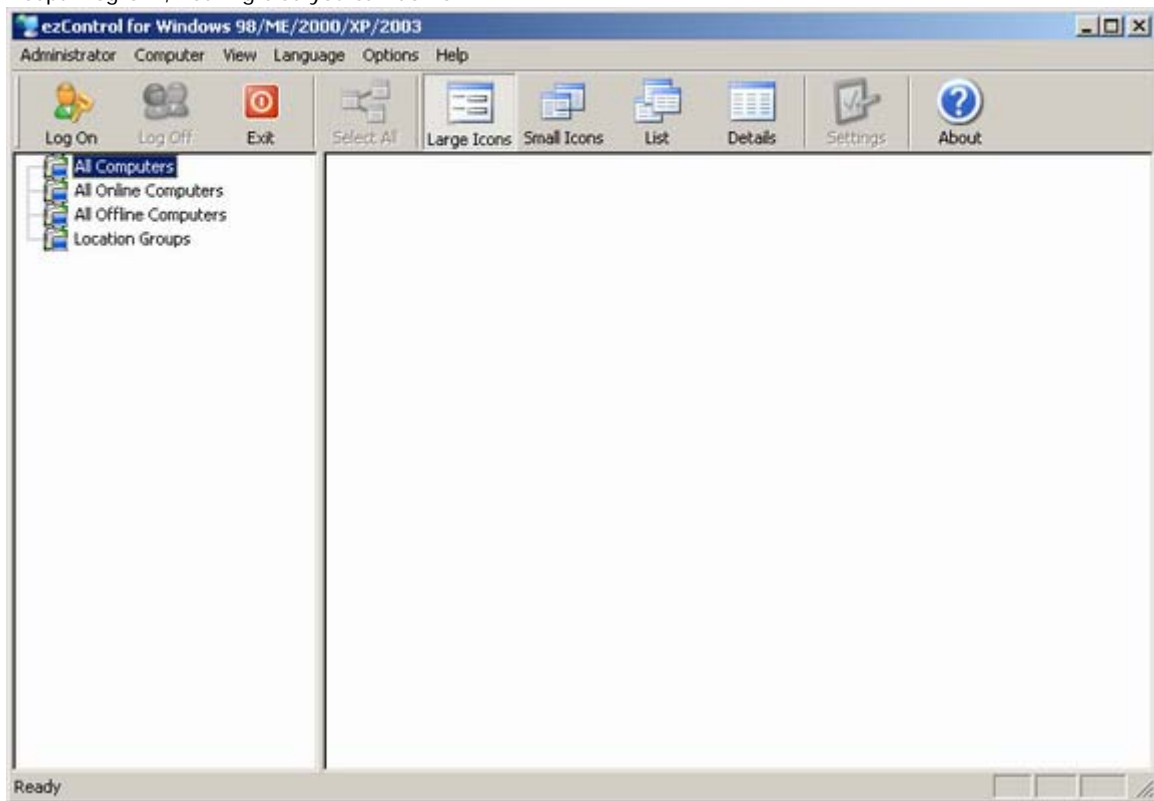 ezControl for Windows 98/ME/2000/XP/2003
Administrator Computer View Language Options Help
Log On Log Off Exit Select All Large Icons Small Icons List Details Settings About
All Computers
All Online Computers
All Offline Computers
Location Groups
Ready